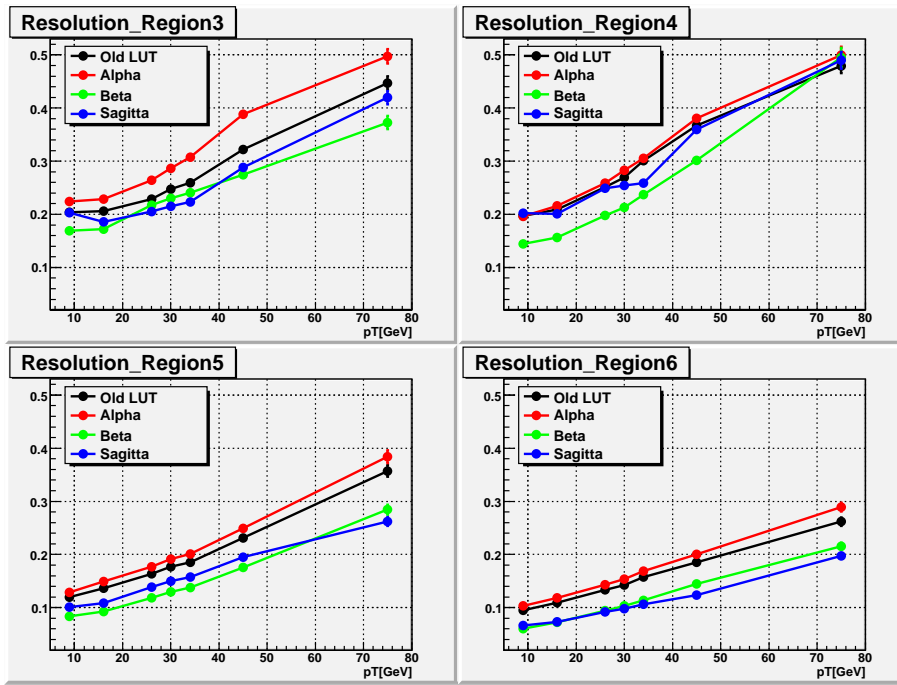 Resolution_Region3
Old LUT
Alpha
Beta
Sagitta
0.5
0.4
0.3
0.2
0.1
10 20 30 40 50 60 70 80
pT[GeV]
Resolution_Region4
Old LUT
Alpha
Beta
Sagitta
0.5
0.4
0.3
0.2
0.1
10 20 30 40 50 60 70 80
pT[GeV]
Resolution_Region5
Old LUT
Alpha
Beta
Sagitta
0.5
0.4
0.3
0.2
0.1
10 20 30 40 50 60 70 80
pT[GeV]
Resolution_Region6
Old LUT
Alpha
Beta
Sagitta
0.5
0.4
0.3
0.2
0.1
10 20 30 40 50 60 70 80
pT[GeV]